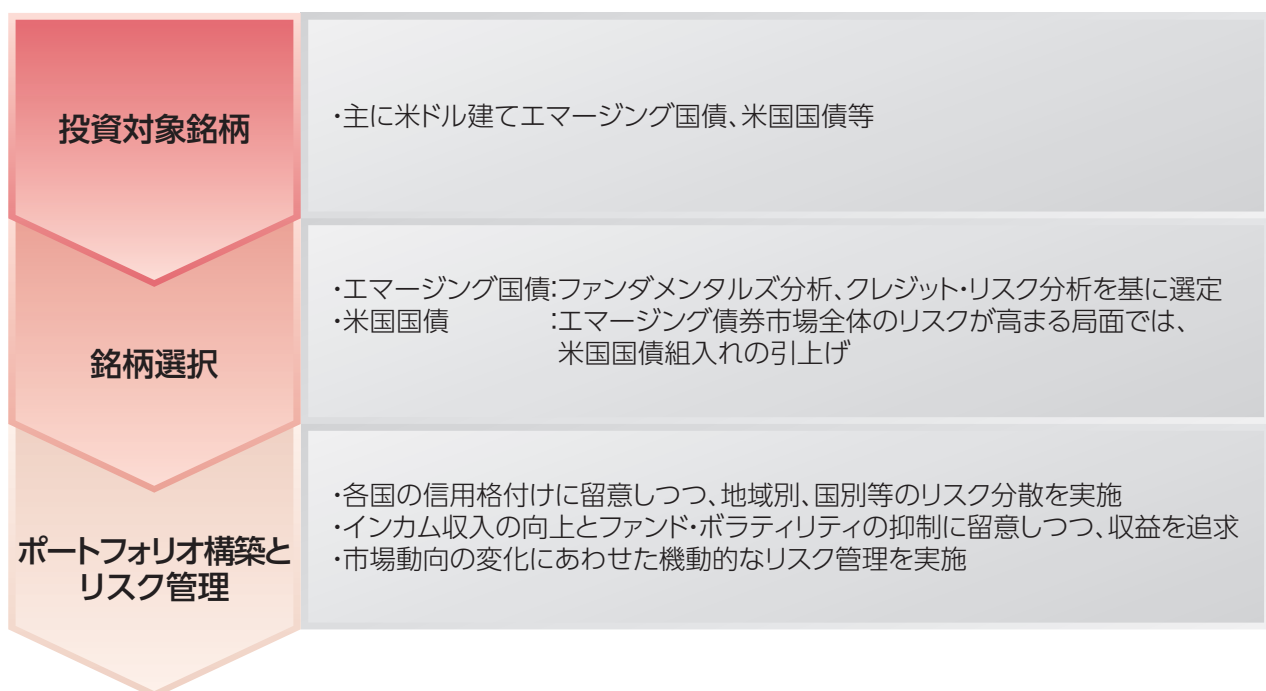 投資対象銘柄
・主に米ドル建てエマージング国債、米国国債等
銘柄選択
・エマージング国債:ファンダメンタルズ分析、クレジット・リスク分析を基に選定
・米国国債　　　　:エマージング債券市場全体のリスクが高まる局面では、
米国国債組入れの引上げ
ポートフォリオ構築と
リスク管理
・各国の信用格付けに留意しつつ、地域別、国別等のリスク分散を実施
・インカム収入の向上とファンド・ボラティリティの抑制に留意しつつ、収益を追求
・市場動向の変化にあわせた機動的なリスク管理を実施